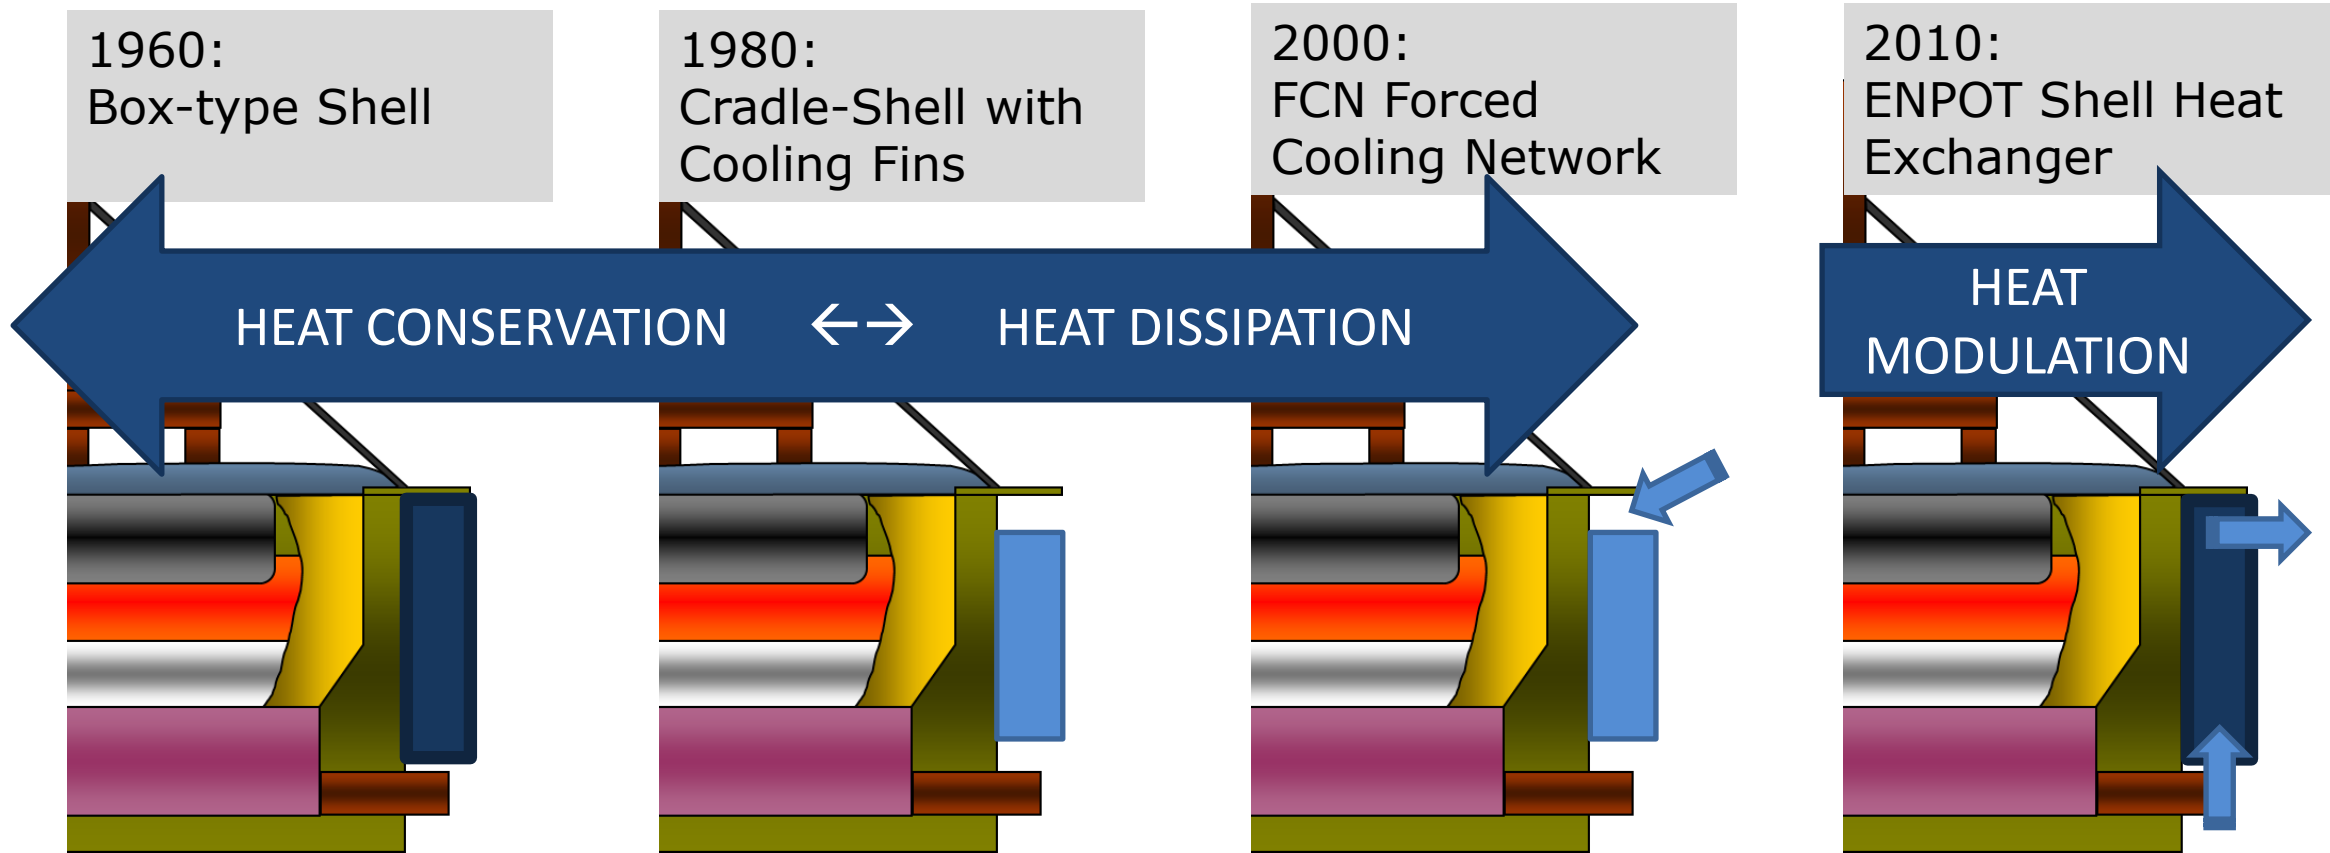 1960:
Box-type Shell
1980:
Cradle-Shell with
Cooling Fins
2000:
FCN Forced
Cooling Network
2010:
ENPOT Shell Heat
Exchanger
HEAT CONSERVATION ←→ HEAT DISSIPATION
HEAT
MODULATION